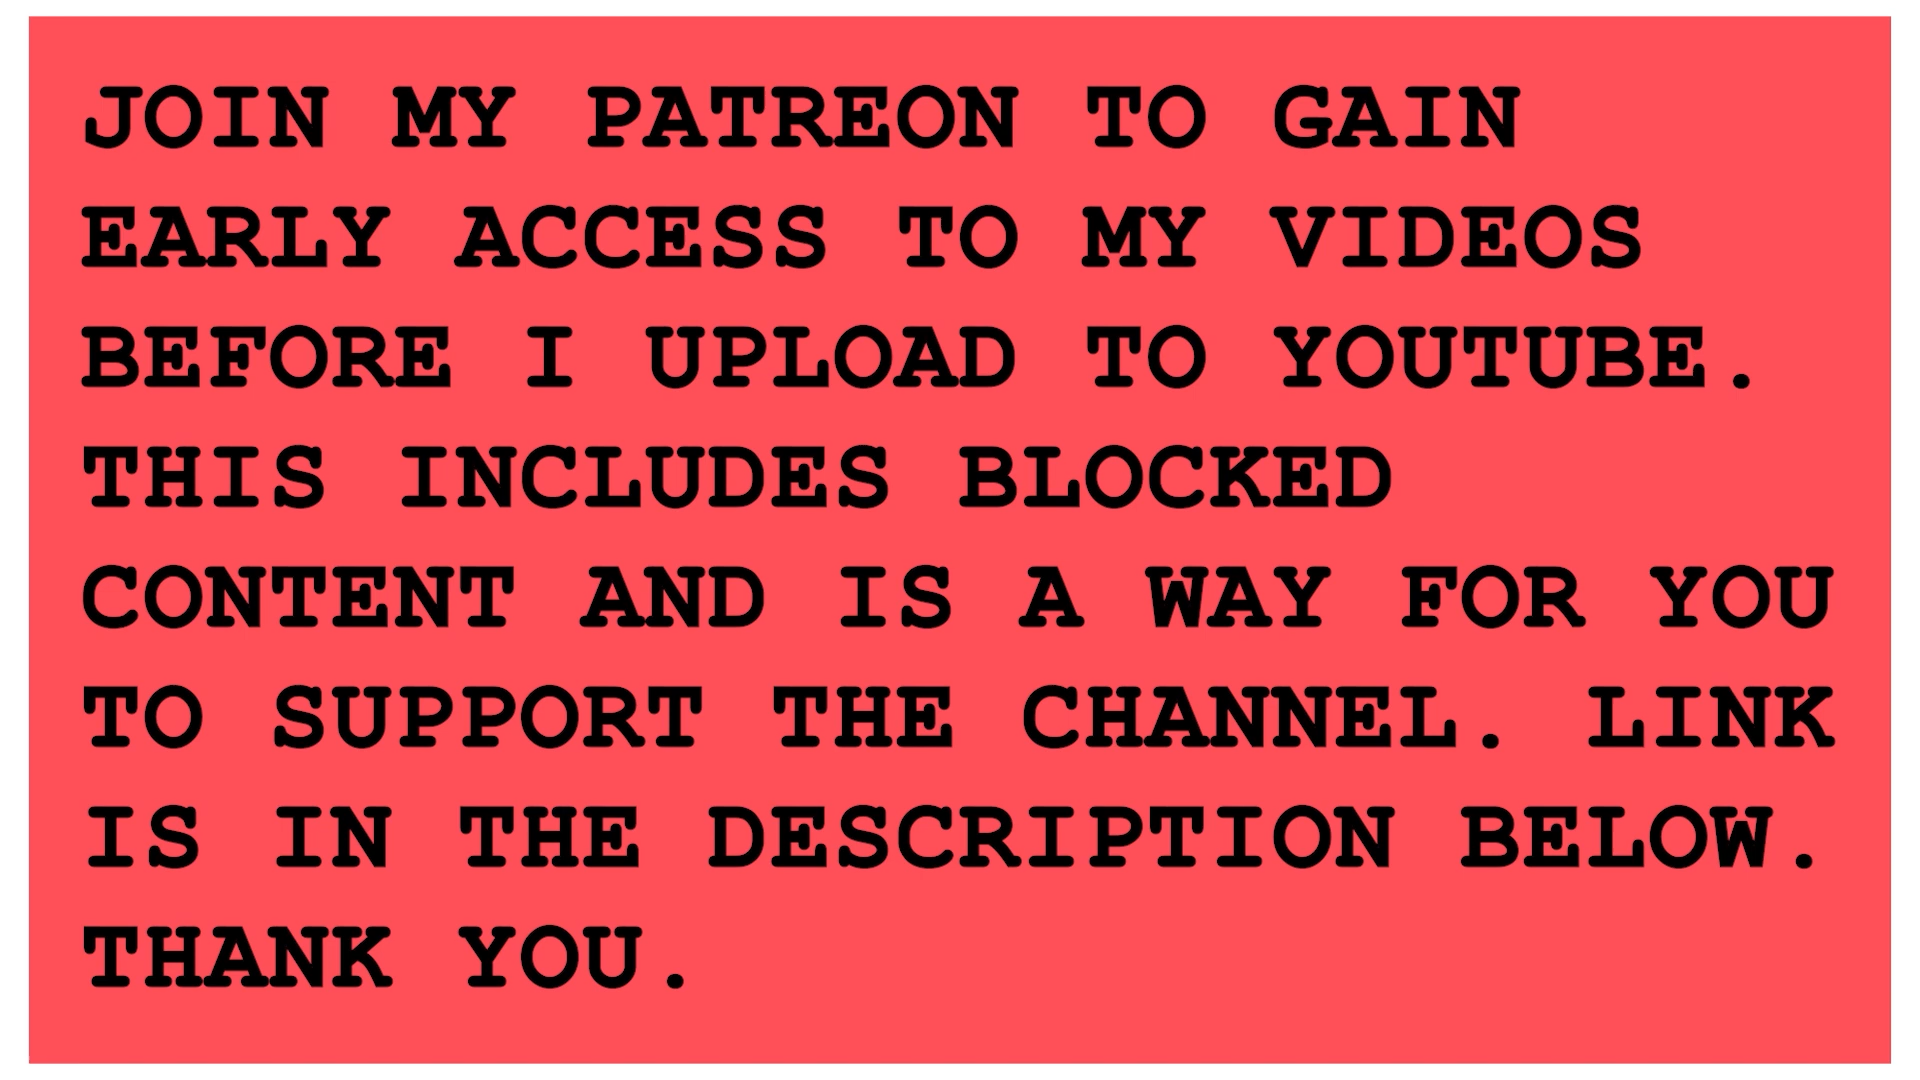 JOIN MY PATREON TO GAIN
EARLY ACCESS TO MY VIDEOS
BEFORE I UPLOAD TO YOUTUBE.
THIS INCLUDES BLOCKED
CONTENT AND IS A WAY FOR YOU
TO SUPPORT THE CHANNEL. LINK
IS IN THE DESCRIPTION BELOW.
THANK YOU.